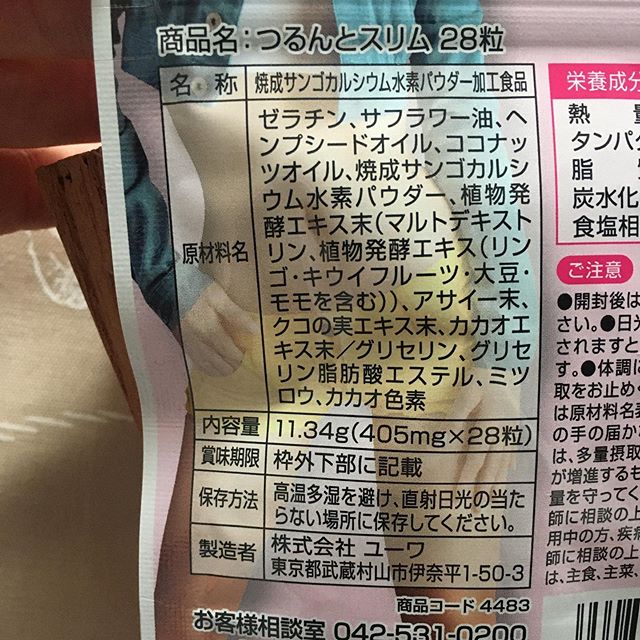 商品名：つるんとスリム 28粒
名 称 焼成サンゴカルシウム水素パウダー加工食品
原材料名
ゼラチン、サフラワー油、ヘ
ンプシードオイル、ココナッ
ツオイル、焼成サンゴカルシ
ウム水素パウダー、植物発
酵エキス末(マルトデキスト
リン、植物発酵エキス(リン
ゴ・キウイフルーツ・大豆・
モモを含む))、アサイー末、
クコの実エキス末、カカオエ
キス末／グリセリン、グリセ
リン脂肪酸エステル、ミツ
ロウ、カカオ色素
内容量 11.34g(405mg×28粒)
賞味期限 枠外下部に記載
保存方法 高温多湿を避け、直射日光の当た
らない場所に保存してください。
製造者 株式会社 ユーワ
東京都武蔵村山市伊奈平1-50-3
商品コード 4483
お客様相談室 042-531-0200
栄養成分
熱
タンパク
脂
炭水化
食塩相
ご注意
●開封後は
さい。●日光
されますと
す。●体調に
取をお止め
は原材料名
の手の届か
は、多量摂取
が増進するも
量を守ってく
師に相談の上
用中の方、疾病
師に相談の上
は、主食、主菜、